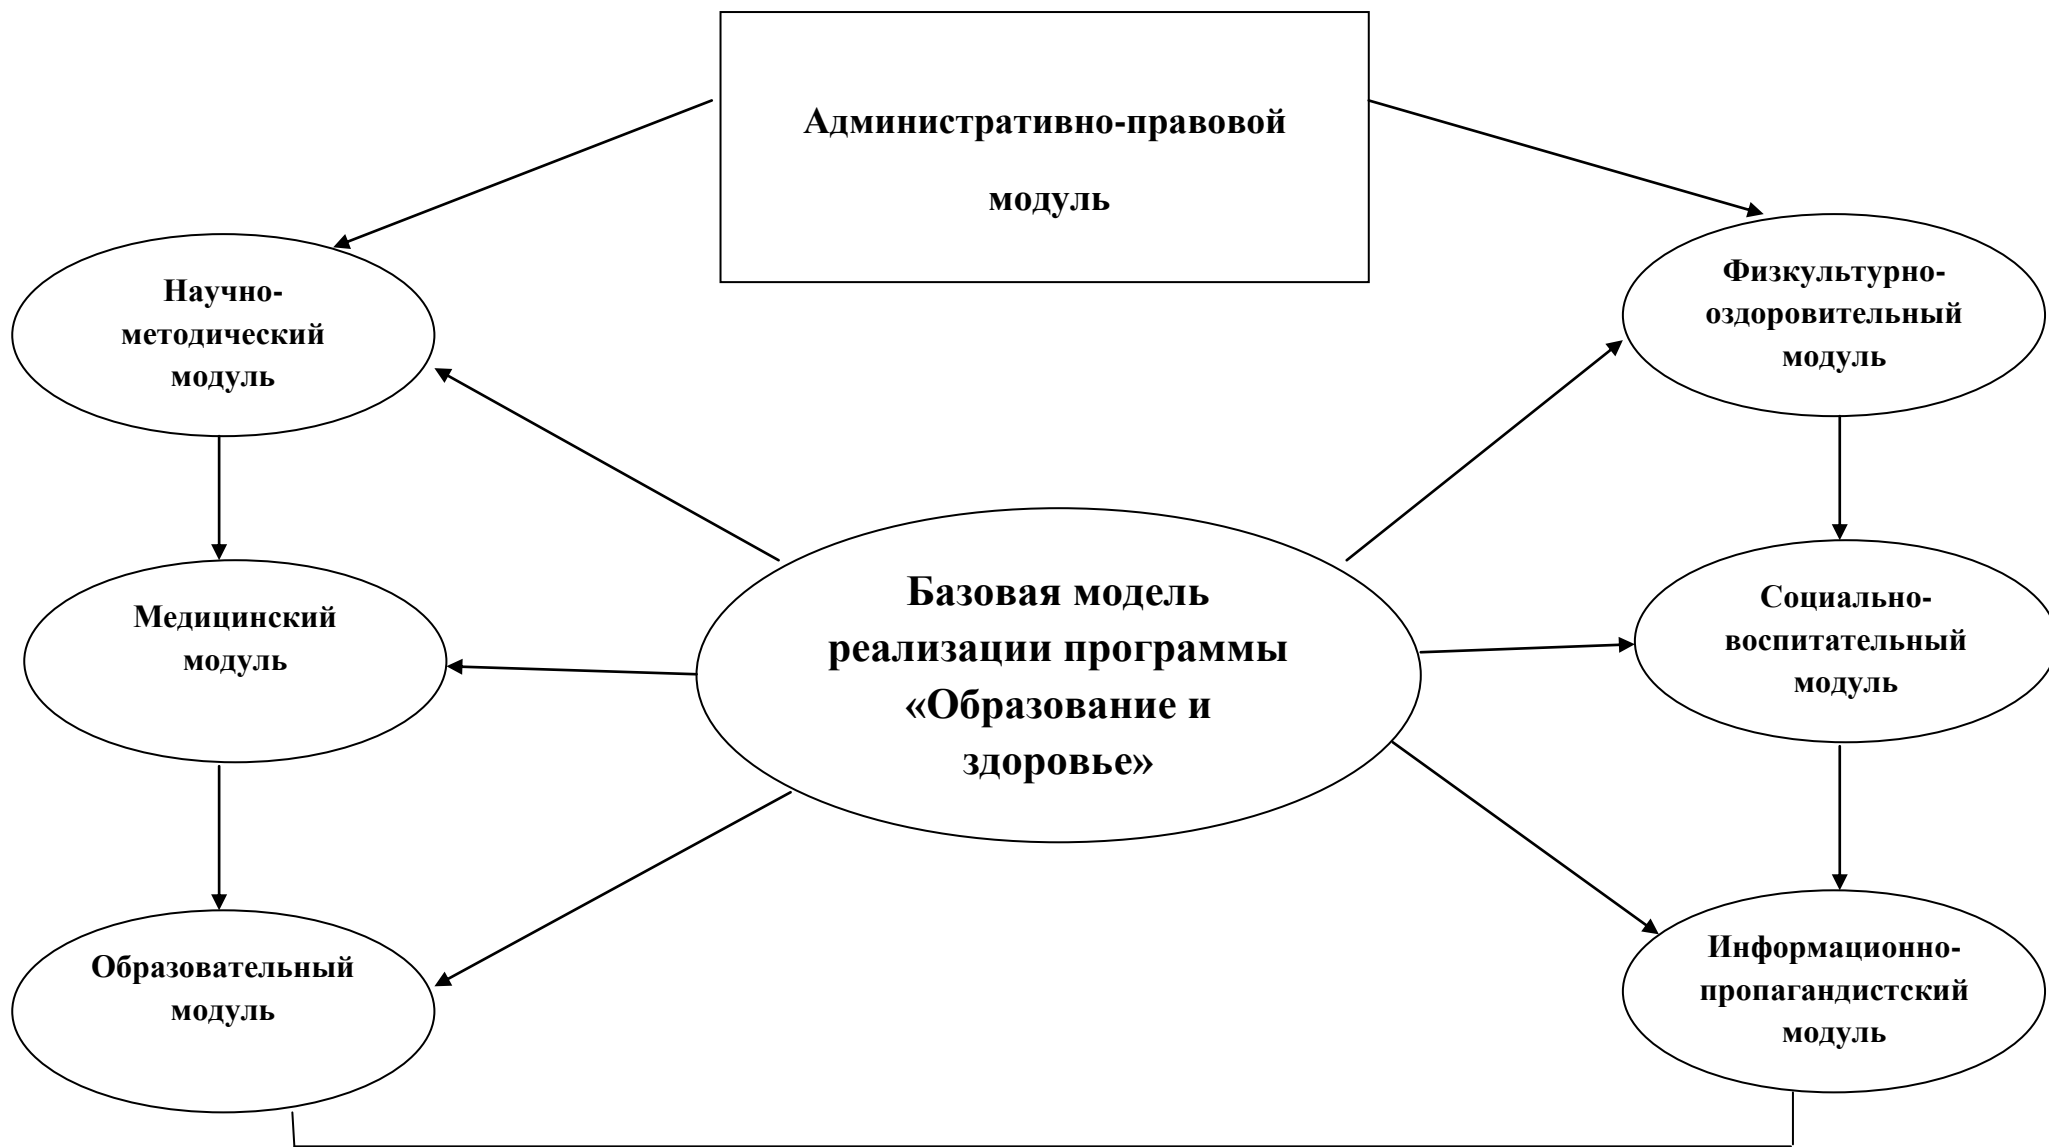 Административно-правовой
модуль
Научно-
методический
модуль
Физкультурно-
оздоровительный
модуль
Медицинский
модуль
Базовая модель
реализации программы
«Образование и
здоровье»
Социально-
воспитательный
модуль
Образовательный
модуль
Информационно-
пропагандистский
модуль